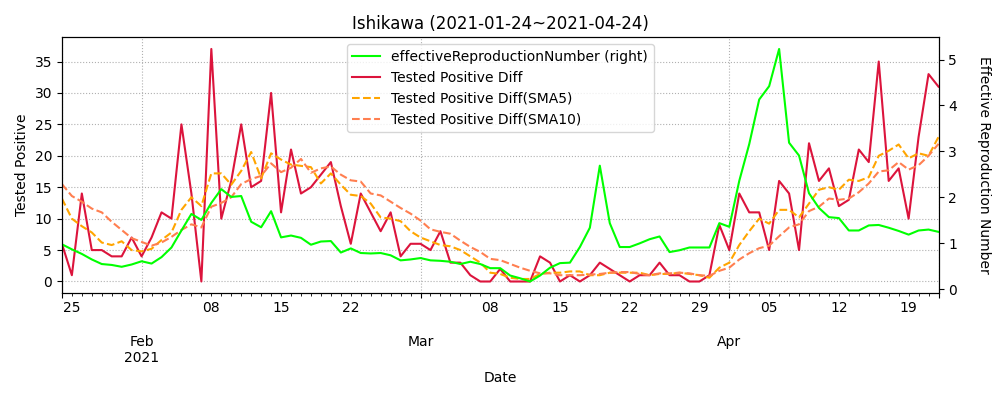 Ishikawa (2021-01-24~2021-04-24)
effectiveReproductionNumber (right)
Tested Positive Diff
Tested Positive Diff(SMA5)
Tested Positive Diff(SMA10)
Tested Positive
35
30
25
20
15
10
5
0
Effective Reproduction Number
5
4
3
2
1
0
25 08 15 22 08 15 22 29 05 12 19
Feb Mar Apr
2021
Date